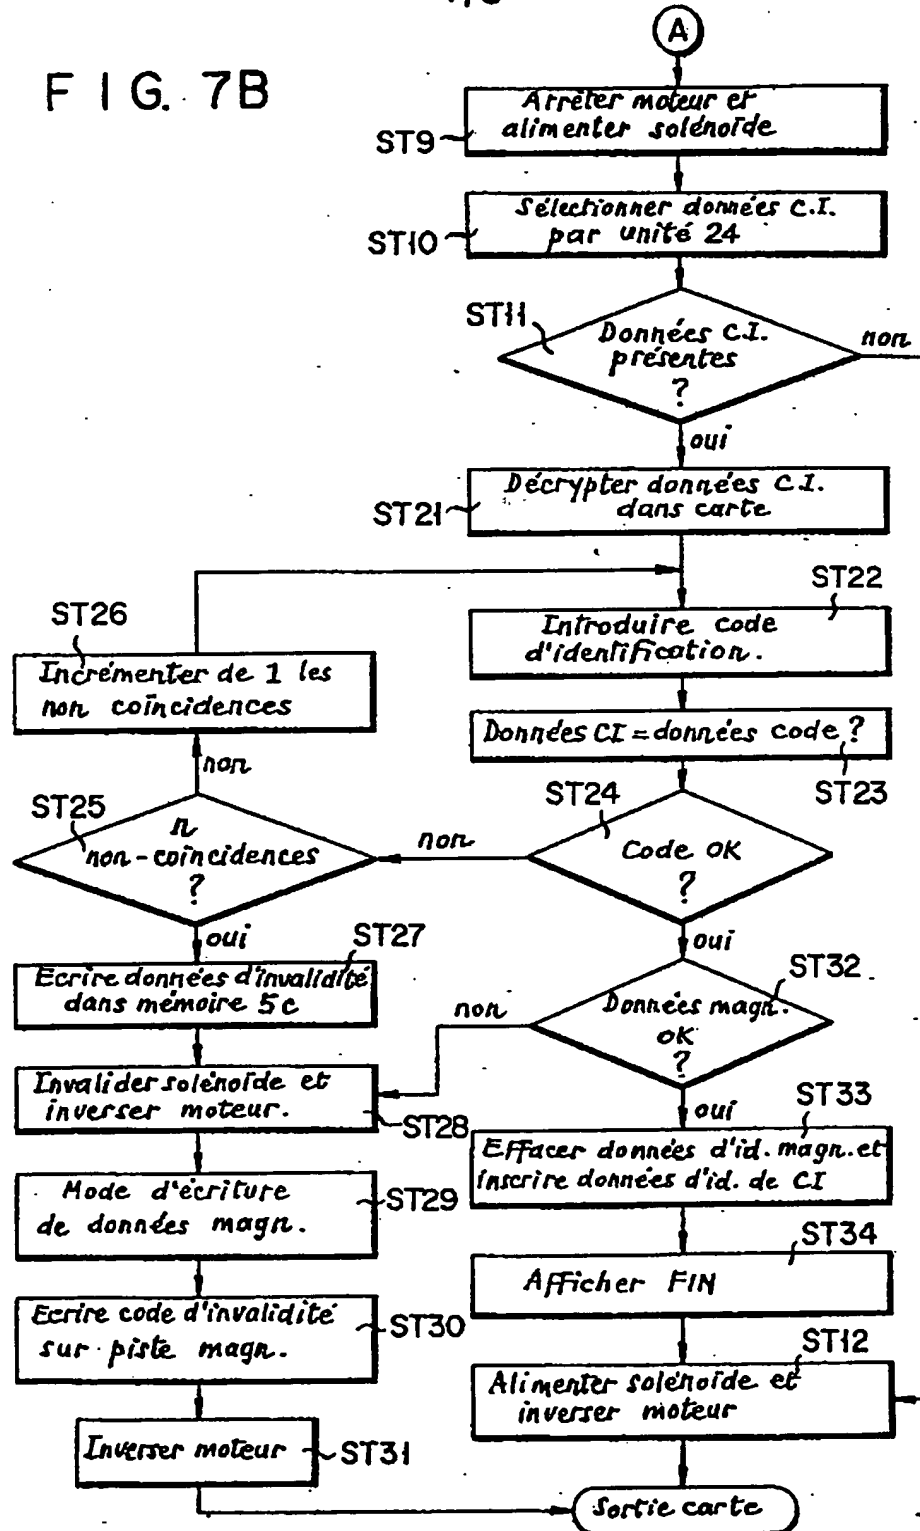 A
FIG. 7B
Arrêter moteur et
alimenter solénoïde
ST9
Sélectionner données C.I.
par unité 24
ST10
ST11
Données C.I.
présentes
?
non
oui
Décrypter données C.I.
dans carte
ST21
ST22
Introduire code
d'identification.
ST26
Incrémenter de 1 les
non coïncidences
Données CI = données code ?
ST23
non
ST25
n
non-coïncidences
?
non
ST24
Code OK
?
oui
ST27
Ecrire données d'invalidité
dans mémoire 5c
oui
ST32
Données magn.
OK
?
non
Invalider solénoïde et
inverser moteur.
ST28
oui
ST33
Effacer données d'id. magn. et
inscrire données d'id. de CI
Mode d'écriture
de données magn.
ST29
ST34
Afficher FIN
Ecrire code d'invalidité
sur piste magn.
ST30
ST12
Alimenter solénoïde et
inverser moteur
Inverser moteur
ST31
Sortie carte